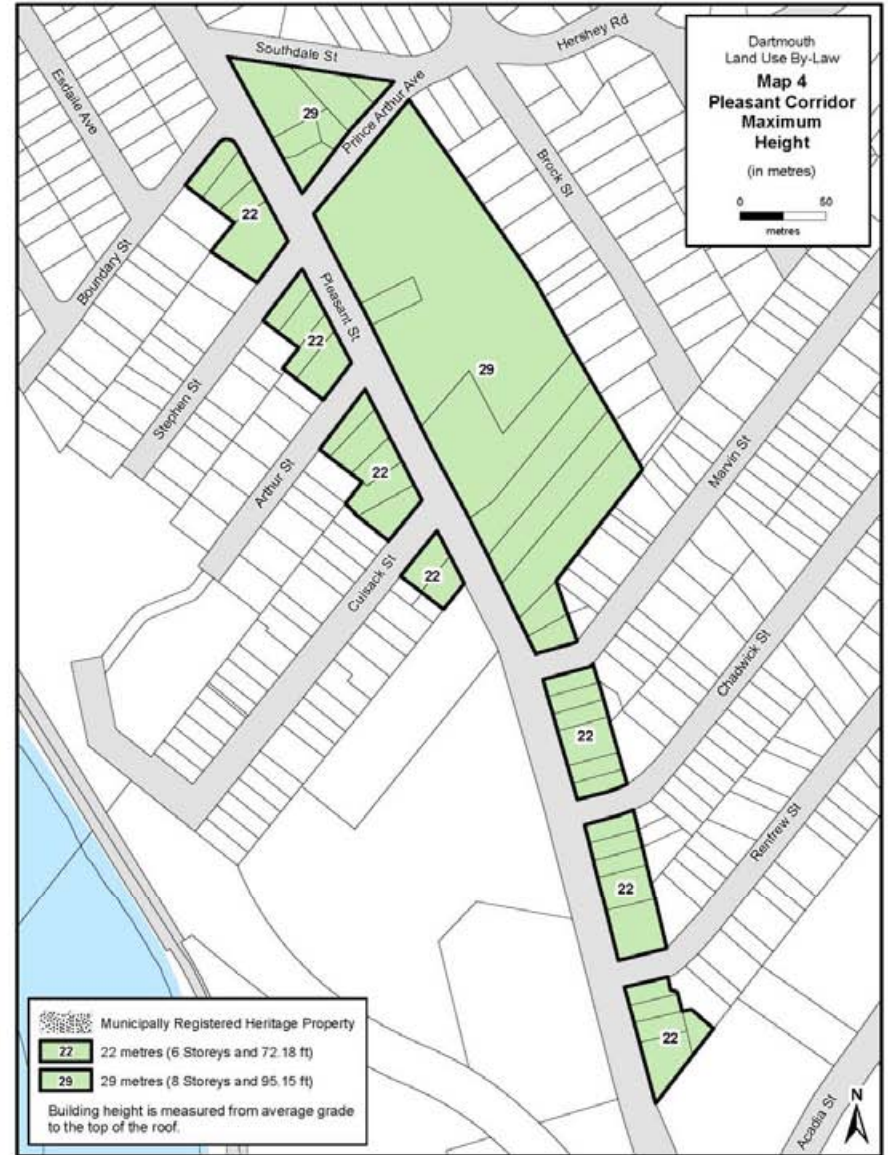 Dartmouth
Land Use By-Law
Map 4
Pleasant Corridor
Maximum
Height
(in metres)
0 50
metres
Southdale St
Hershey Rd
Esdaile Ave
Prince Arthur Ave
29
Brock St
22
Boundary St
Pleasant St
22
29
Stephen St
Arthur St
22
Marvin St
Cuisack St
22
Chadwick St
22
Renfrew St
22
22
Acadia St
N
Municipally Registered Heritage Property
22 22 metres (6 Storeys and 72.18 ft)
29 29 metres (8 Storeys and 95.15 ft)
Building height is measured from average grade
to the top of the roof.